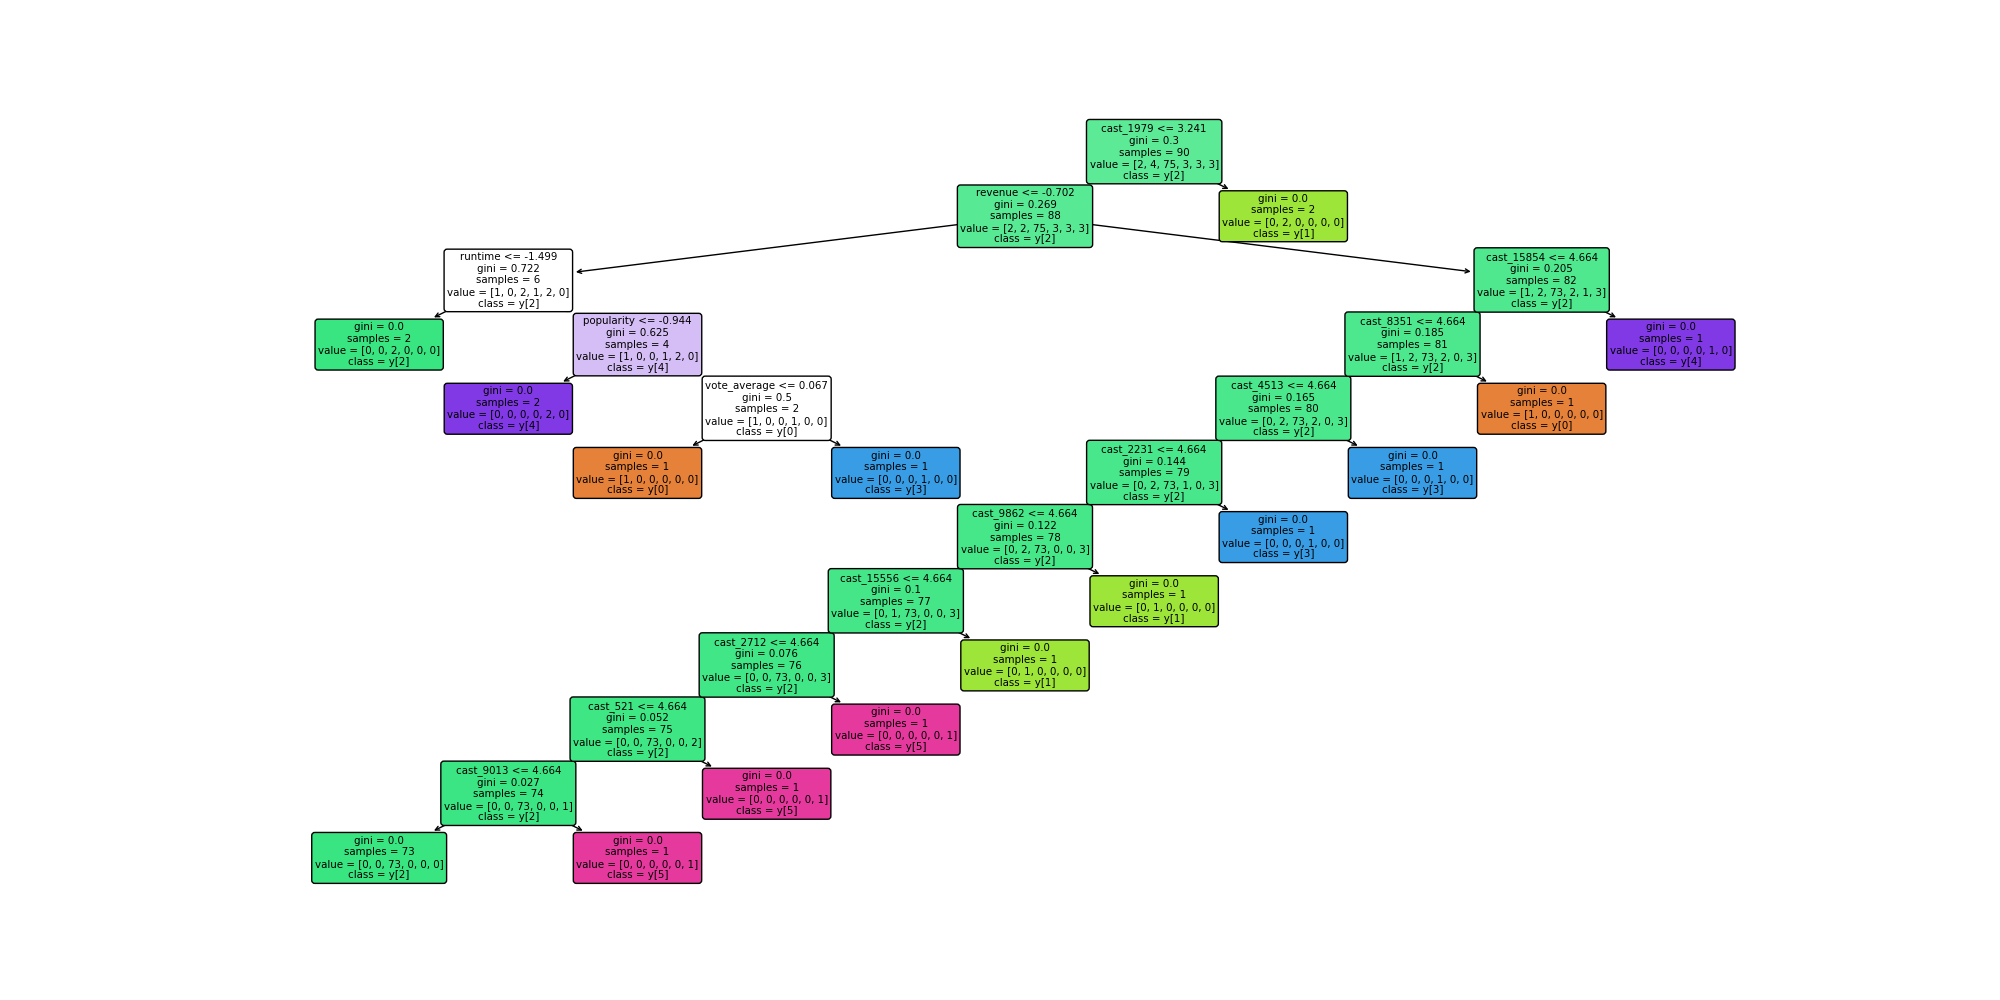 cast_1979 <= 3.241
gini = 0.3
samples = 90
value = [2, 4, 75, 3, 3, 3]
class = y[2]
revenue <= -0.702
gini = 0.269
samples = 88
value = [2, 2, 75, 3, 3, 3]
class = y[2]
gini = 0.0
samples = 2
value = [0, 2, 0, 0, 0, 0]
class = y[1]
runtime <= -1.499
gini = 0.722
samples = 6
value = [1, 0, 2, 1, 2, 0]
class = y[2]
cast_15854 <= 4.664
gini = 0.205
samples = 82
value = [1, 2, 73, 2, 1, 3]
class = y[2]
gini = 0.0
samples = 2
value = [0, 0, 2, 0, 0, 0]
class = y[2]
popularity <= -0.944
gini = 0.625
samples = 4
value = [1, 0, 0, 1, 2, 0]
class = y[4]
cast_8351 <= 4.664
gini = 0.185
samples = 81
value = [1, 2, 73, 2, 0, 3]
class = y[2]
gini = 0.0
samples = 1
value = [0, 0, 0, 0, 1, 0]
class = y[4]
gini = 0.0
samples = 2
value = [0, 0, 0, 0, 2, 0]
class = y[4]
vote_average <= 0.067
gini = 0.5
samples = 2
value = [1, 0, 0, 1, 0, 0]
class = y[0]
cast_4513 <= 4.664
gini = 0.165
samples = 80
value = [0, 2, 73, 2, 0, 3]
class = y[2]
gini = 0.0
samples = 1
value = [1, 0, 0, 0, 0, 0]
class = y[0]
gini = 0.0
samples = 1
value = [1, 0, 0, 0, 0, 0]
class = y[0]
gini = 0.0
samples = 1
value = [0, 0, 0, 1, 0, 0]
class = y[3]
cast_2231 <= 4.664
gini = 0.144
samples = 79
value = [0, 2, 73, 1, 0, 3]
class = y[2]
gini = 0.0
samples = 1
value = [0, 0, 0, 1, 0, 0]
class = y[3]
cast_9862 <= 4.664
gini = 0.122
samples = 78
value = [0, 2, 73, 0, 0, 3]
class = y[2]
gini = 0.0
samples = 1
value = [0, 0, 0, 1, 0, 0]
class = y[3]
cast_15556 <= 4.664
gini = 0.1
samples = 77
value = [0, 1, 73, 0, 0, 3]
class = y[2]
gini = 0.0
samples = 1
value = [0, 1, 0, 0, 0, 0]
class = y[1]
cast_2712 <= 4.664
gini = 0.076
samples = 76
value = [0, 0, 73, 0, 0, 3]
class = y[2]
gini = 0.0
samples = 1
value = [0, 1, 0, 0, 0, 0]
class = y[1]
cast_521 <= 4.664
gini = 0.052
samples = 75
value = [0, 0, 73, 0, 0, 2]
class = y[2]
gini = 0.0
samples = 1
value = [0, 0, 0, 0, 0, 1]
class = y[5]
cast_9013 <= 4.664
gini = 0.027
samples = 74
value = [0, 0, 73, 0, 0, 1]
class = y[2]
gini = 0.0
samples = 1
value = [0, 0, 0, 0, 0, 1]
class = y[5]
gini = 0.0
samples = 73
value = [0, 0, 73, 0, 0, 0]
class = y[2]
gini = 0.0
samples = 1
value = [0, 0, 0, 0, 0, 1]
class = y[5]